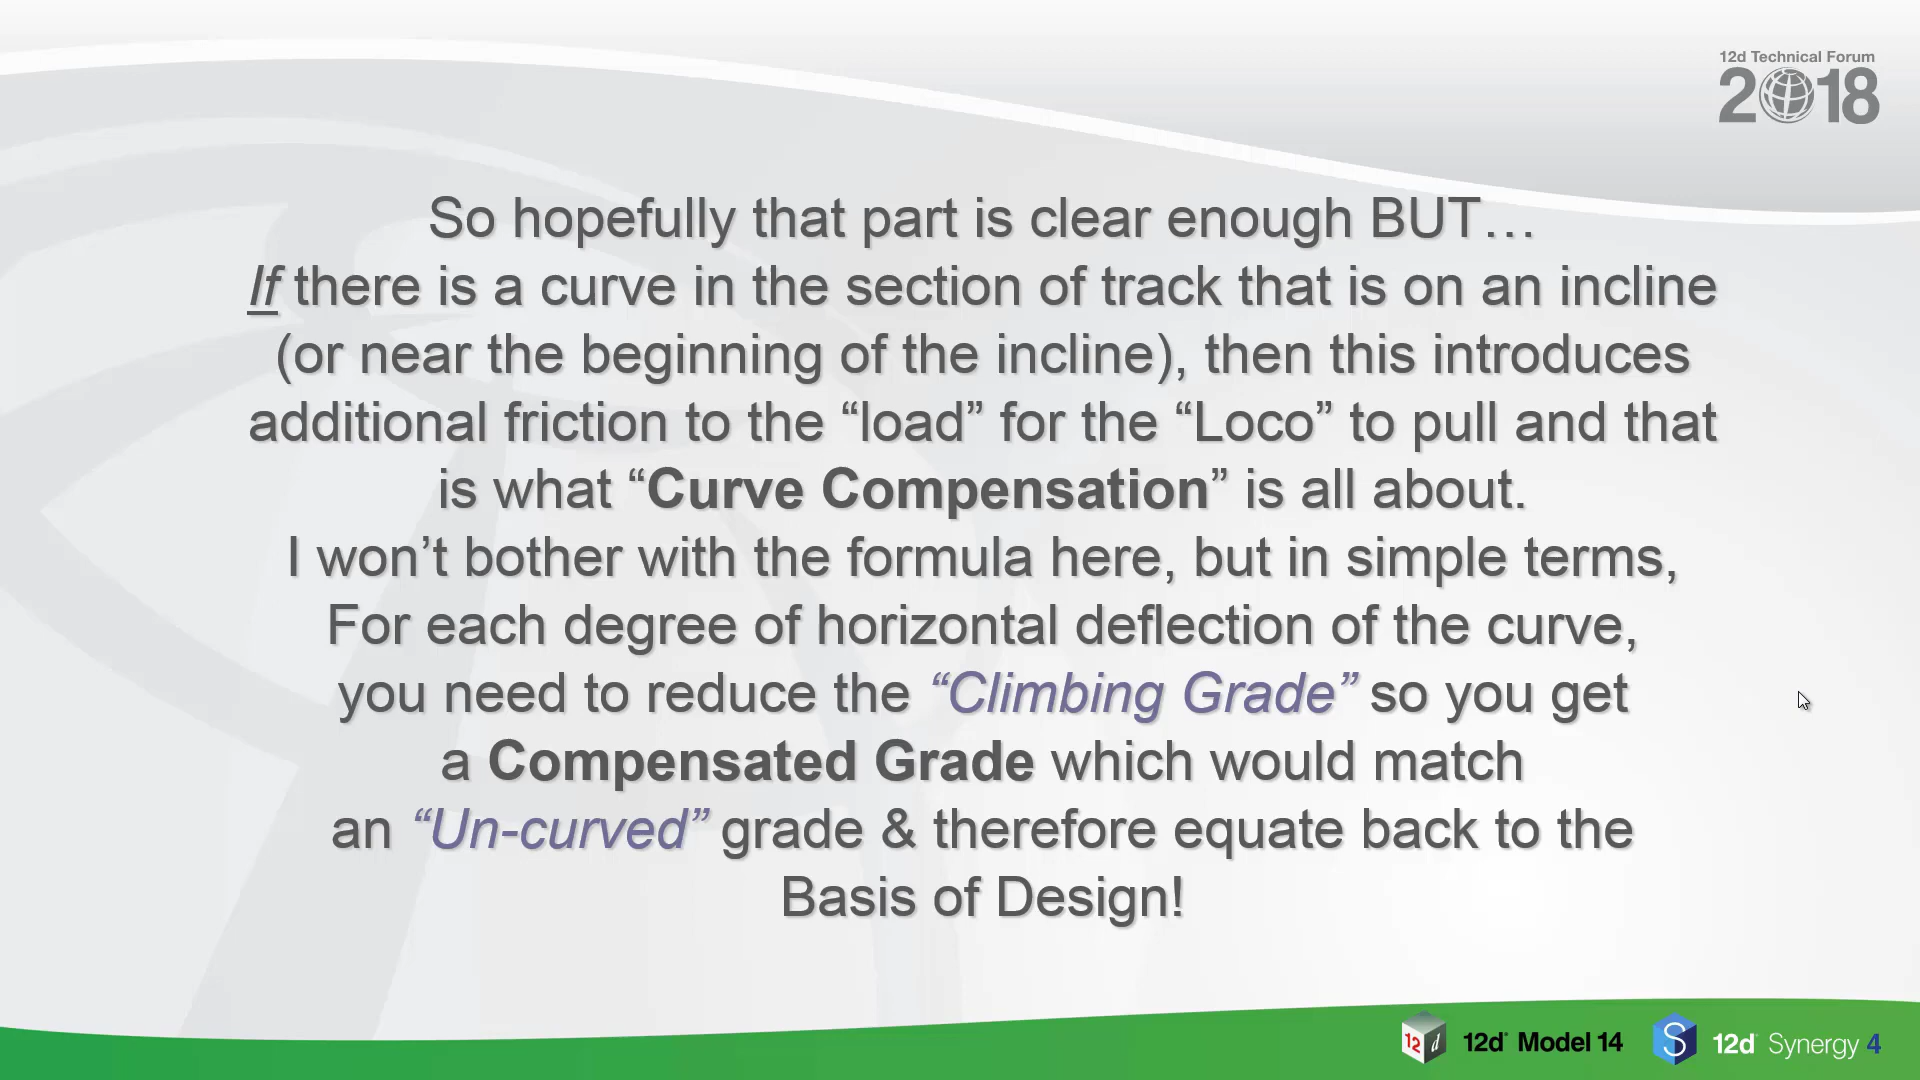 12d Technical Forum
2018
So hopefully that part is clear enough BUT…
If there is a curve in the section of track that is on an incline
(or near the beginning of the incline), then this introduces
additional friction to the “load” for the “Loco” to pull and that
is what “Curve Compensation” is all about.
I won’t bother with the formula here, but in simple terms,
For each degree of horizontal deflection of the curve,
you need to reduce the “Climbing Grade” so you get
a Compensated Grade which would match
an “Un-curved” grade & therefore equate back to the
Basis of Design!
12 d 12d® Model 14 S 12d® Synergy 4